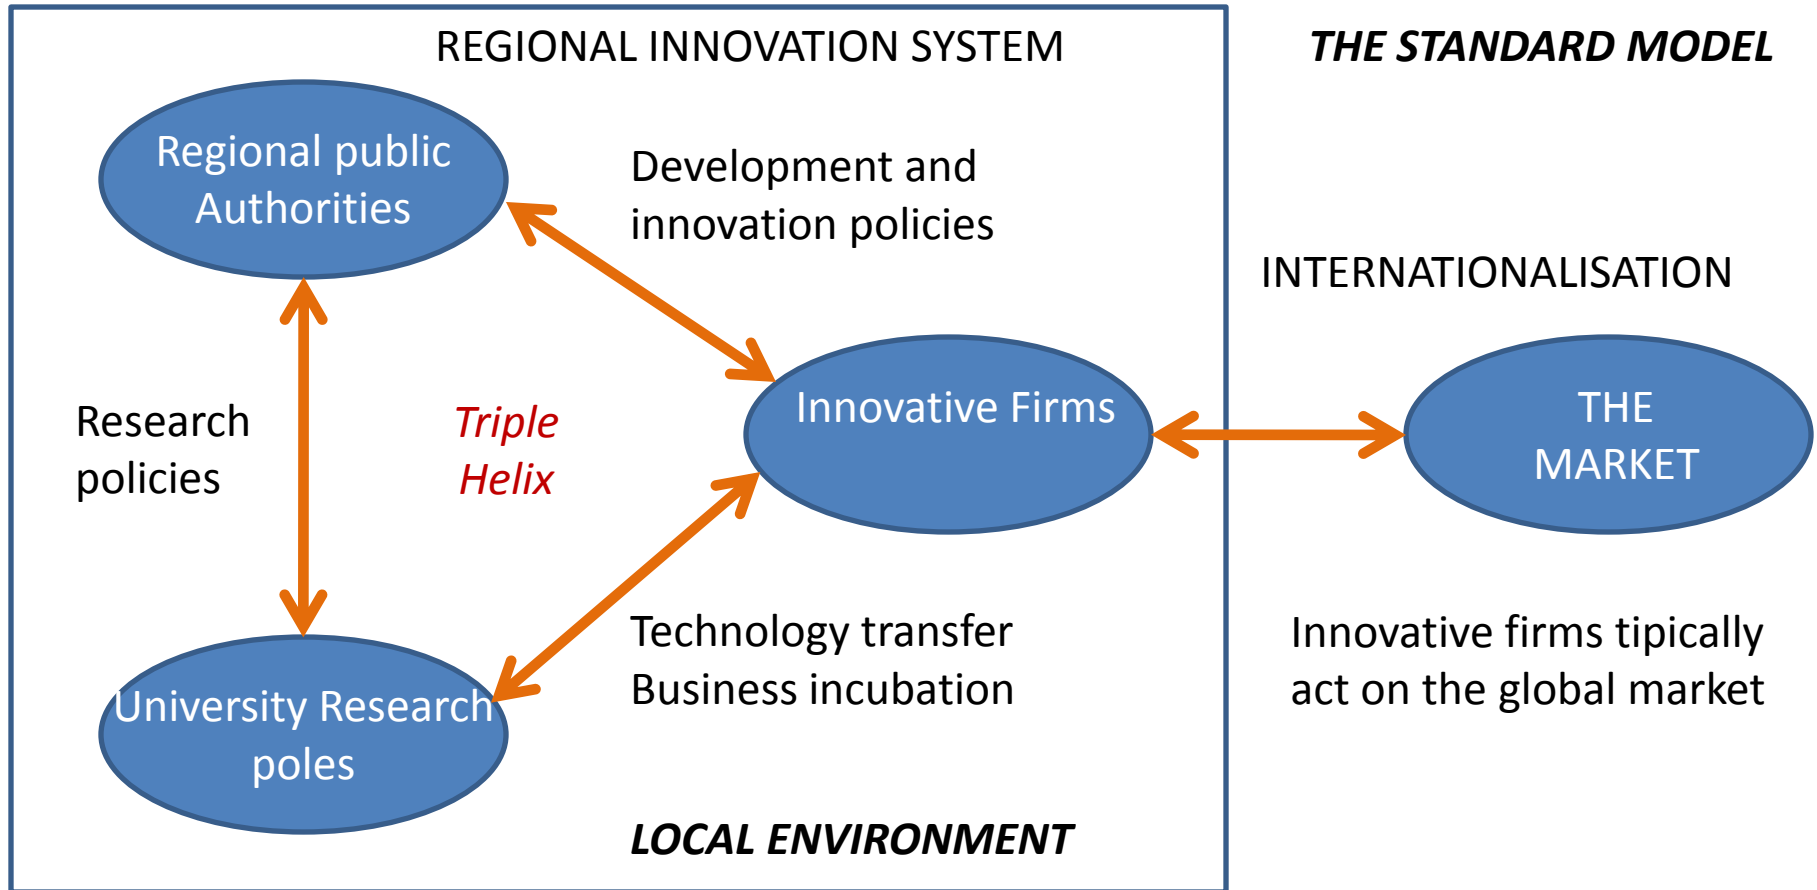 REGIONAL INNOVATION SYSTEM
THE STANDARD MODEL
Regional public
Authorities
Development and
innovation policies
INTERNATIONALISATION
Research
policies
Triple
Helix
Innovative Firms
THE
MARKET
Technology transfer
Business incubation
Innovative firms tipically
act on the global market
University Research
poles
LOCAL ENVIRONMENT